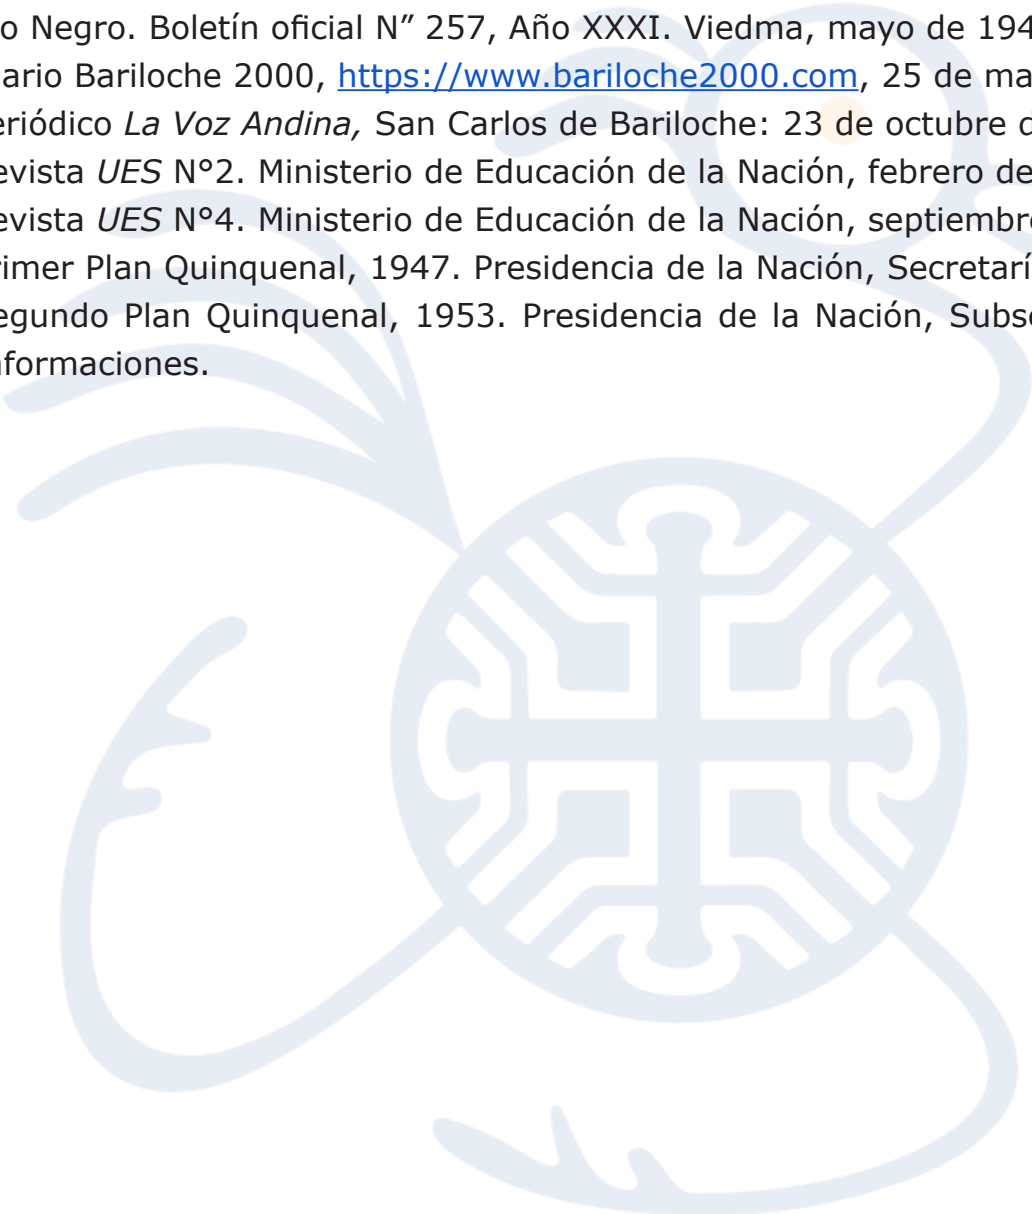 o Negro. Boletín oficial N” 257, Año XXXI. Viedma, mayo de 194
ario Bariloche 2000, https://www.bariloche2000.com, 25 de ma
eriódico La Voz Andina, San Carlos de Bariloche: 23 de octubre d
evista UES N°2. Ministerio de Educación de la Nación, febrero de
evista UES N°4. Ministerio de Educación de la Nación, septiembre
rimer Plan Quinquenal, 1947. Presidencia de la Nación, Secretarí
egundo Plan Quinquenal, 1953. Presidencia de la Nación, Subse
nformaciones.